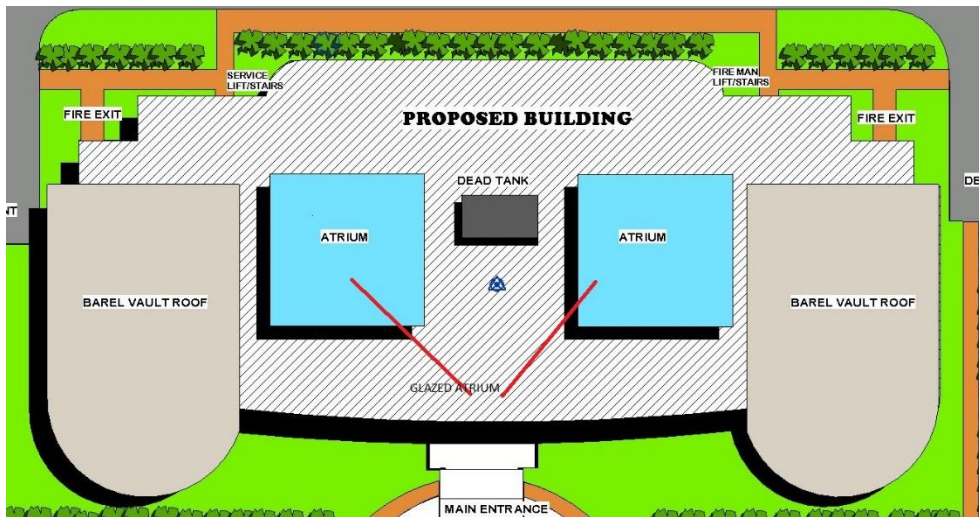 SERVICE
LIFT/STAIRS
FIRE MAN
LIFT/STAIRS
FIRE EXIT
PROPOSED BUILDING
FIRE EXIT
DEAD TANK
ATRIUM
ATRIUM
BAREL VAULT ROOF
BAREL VAULT ROOF
GLAZED ATRIUM
MAIN ENTRANCE